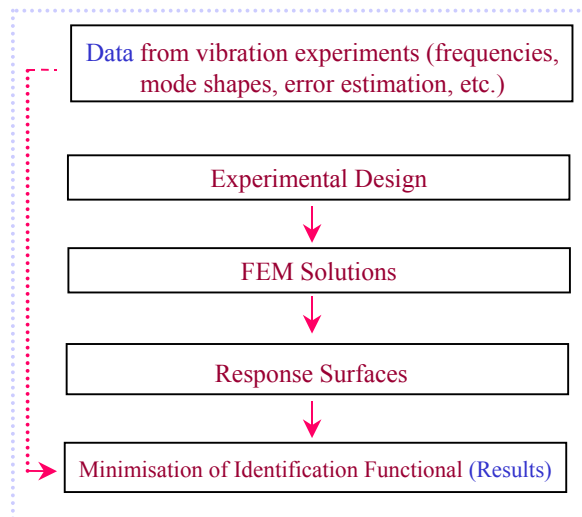 Data from vibration experiments (frequencies,
mode shapes, error estimation, etc.)
Experimental Design
FEM Solutions
Response Surfaces
Minimisation of Identification Functional (Results)